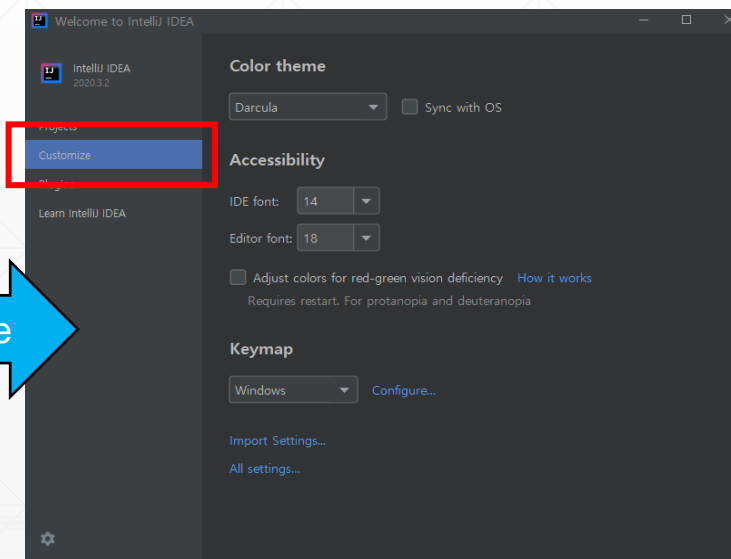 Welcome to IntelliJ IDEA
IntelliJ IDEA
2020.3.2
Projects
Customize
Plugins
Learn IntelliJ IDEA
Color theme
Darcula
Sync with OS
Accessibility
IDE font: 14
Editor font: 18
Adjust colors for red-green vision deficiency How it works
Requires restart. For protanopia and deuteranopia
Keymap
Windows Configure...
Import Settings...
All settings...
e